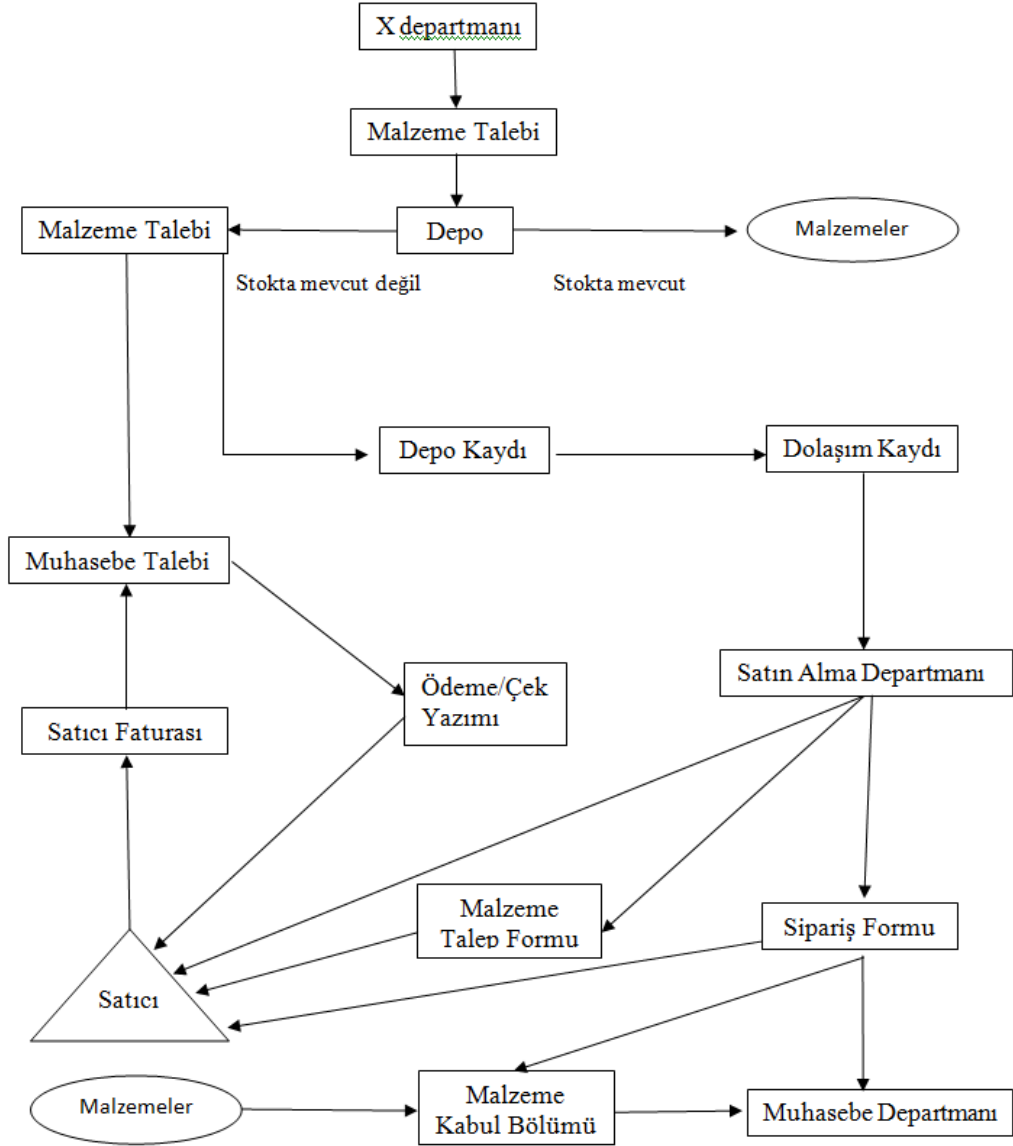 X departmanı
Malzeme Talebi
Malzeme Talebi
Depo
Malzemeler
Stokta mevcut değil
Stokta mevcut
Depo Kaydı
Dolaşım Kaydı
Muhasebe Talebi
Satın Alma Departmanı
Ödeme/Çek
Yazımı
Satıcı Faturası
Malzeme
Talep Formu
Sipariş Formu
Satıcı
Malzemeler
Malzeme
Kabul Bölümü
Muhasebe Departmanı